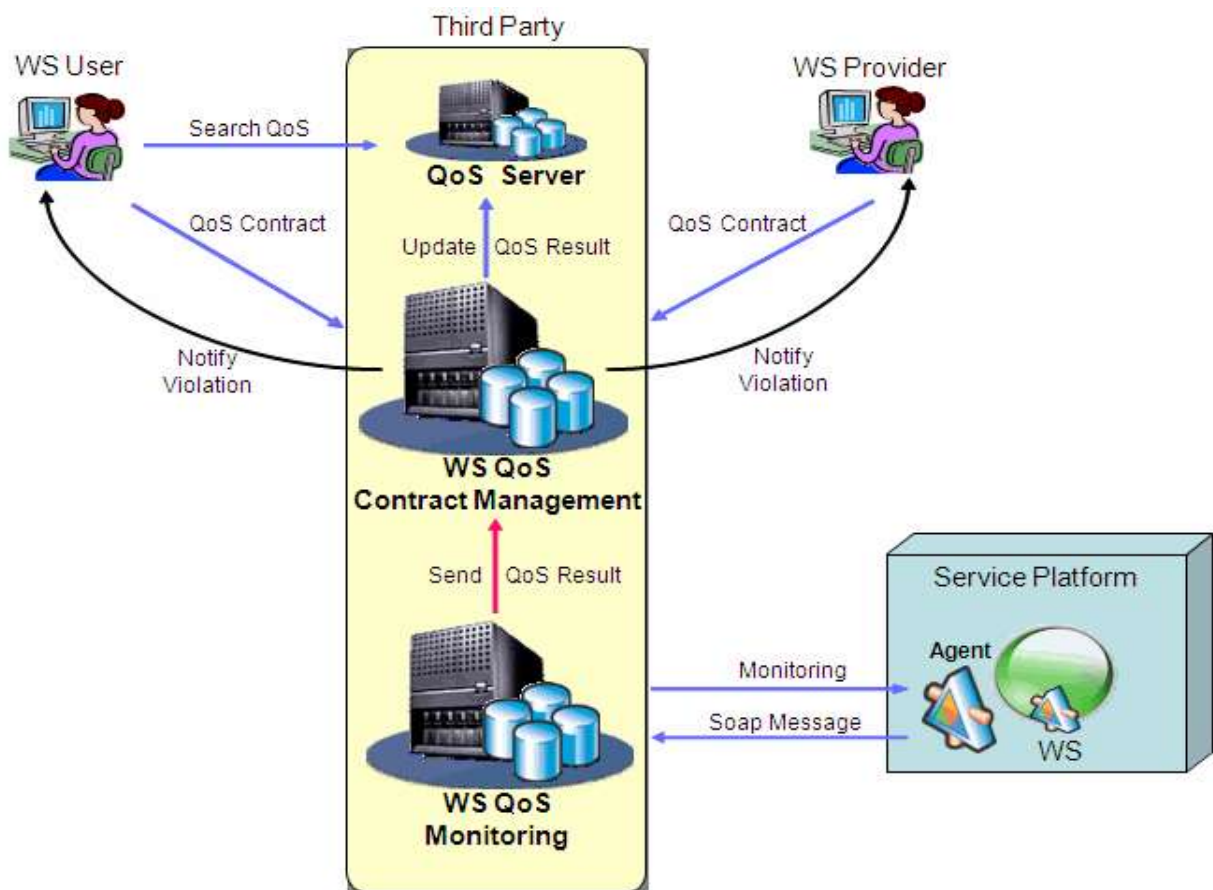 Third Party
WS User
WS Provider
Search QoS
QoS Server
QoS Contract
QoS Contract
Update QoS Result
Notify
Violation
Notify
Violation
WS QoS
Contract Management
Send QoS Result
Service Platform
Agent
WS
Monitoring
Soap Message
WS QoS
Monitoring